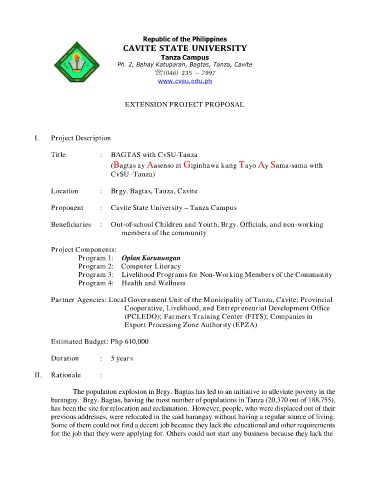 Republic of the Philippines
CAVITE STATE UNIVERSITY
Tanza Campus
Ph. 2, Bahay Katuparan, Bagtas, Tanza, Cavite
☏(046) 235 – 7997
www.cvsu.edu.ph
EXTENSION PROJECT PROPOSAL
I. Project Description
Title : BAGTAS with CvSU-Tanza
(Bagtas ay Aasenso at Giginhawa kung Tayo Ay Sama-sama with
CvSU -Tanza)
Location : Brgy. Bagtas, Tanza, Cavite
Proponent : Cavite State University – Tanza Campus
Beneficiaries : Out-of-school Children and Youth, Brgy. Officials, and non-working
members of the community
Project Components:
Program 1: Oplan Karunungan
Program 2: Computer Literacy
Program 3: Livelihood Programs for Non-Working Members of the Community
Program 4: Health and Wellness
Partner Agencies: Local Government Unit of the Municipality of Tanza, Cavite; Provincial
Cooperative, Livelihood, and Entrepreneurial Development Office
(PCLEDO); Farmers Training Center (FITS); Companies in
Export Processing Zone Authority (EPZA)
Estimated Budget: Php 610,000
Duration : 5 years
II. Rationale :
The population explosion in Brgy. Bagtas has led to an initiative to alleviate poverty in the
barangay. Brgy. Bagtas, having the most number of populations in Tanza (20,370 out of 188,755),
has been the site for relocation and reclamation. However, people, who were displaced out of their
previous addresses, were relocated in the said barangay without having a regular source of living.
Some of them could not find a decent job because they lack the educational and other requirements
for the job that they were applying for. Others could not start any business because they lack the